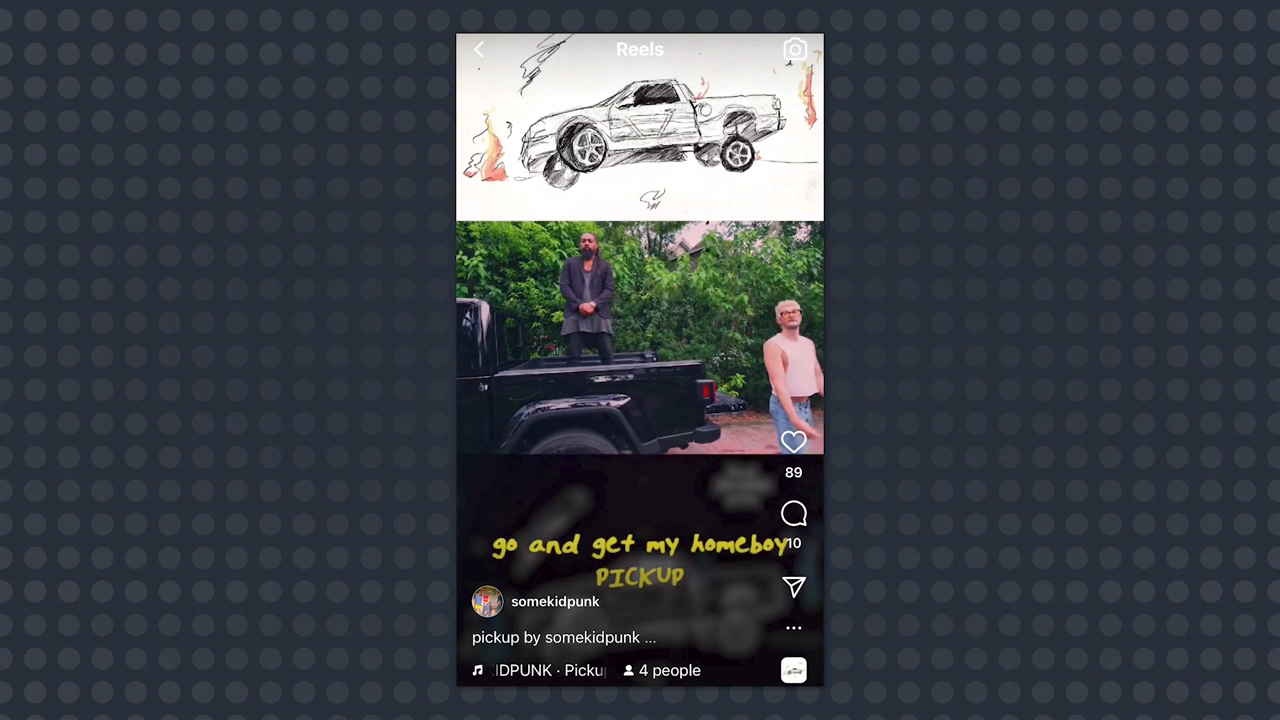 Reels
89
go and get my homeboy
10
PICKUP
somekidpunk
pickup by somekidpunk ...
IDPUNK · Picku
4 people